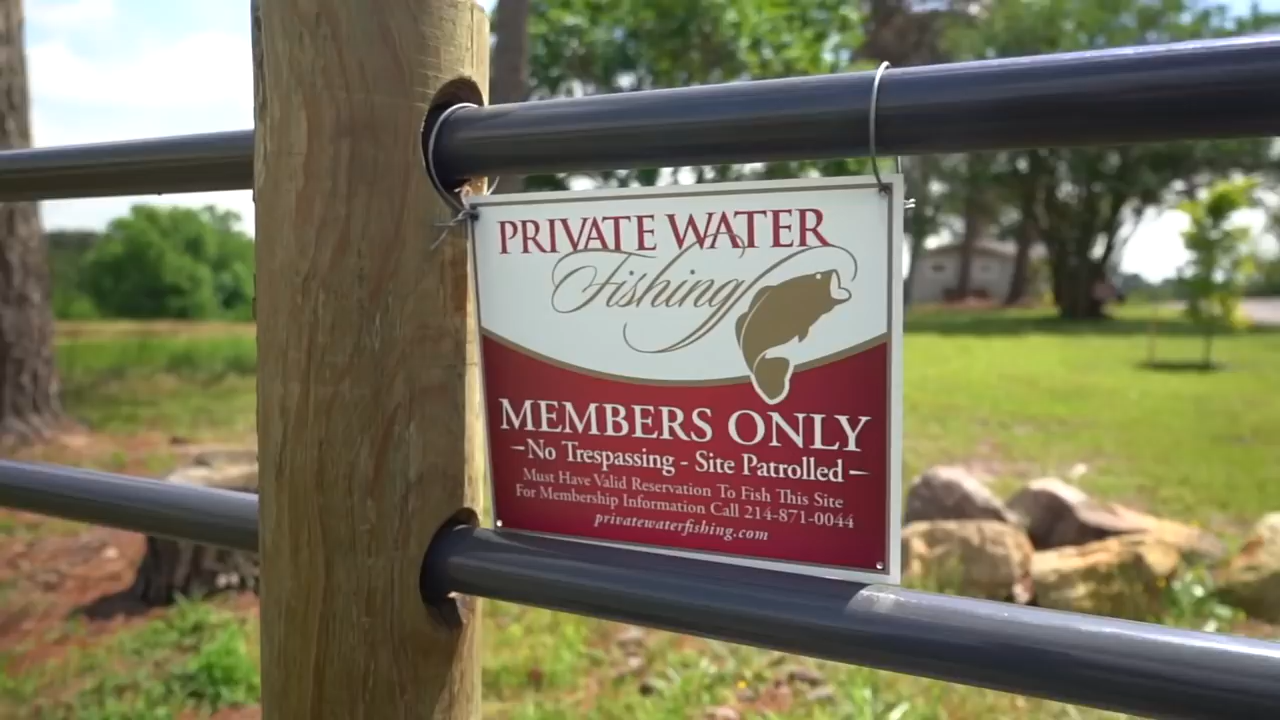 PRIVATE WATER
Fishing
MEMBERS ONLY
– No Trespassing - Site Patrolled –
Must Have Valid Reservation To Fish This Site
For Membership Information Call 214-871-0044
privatewaterfishing.com